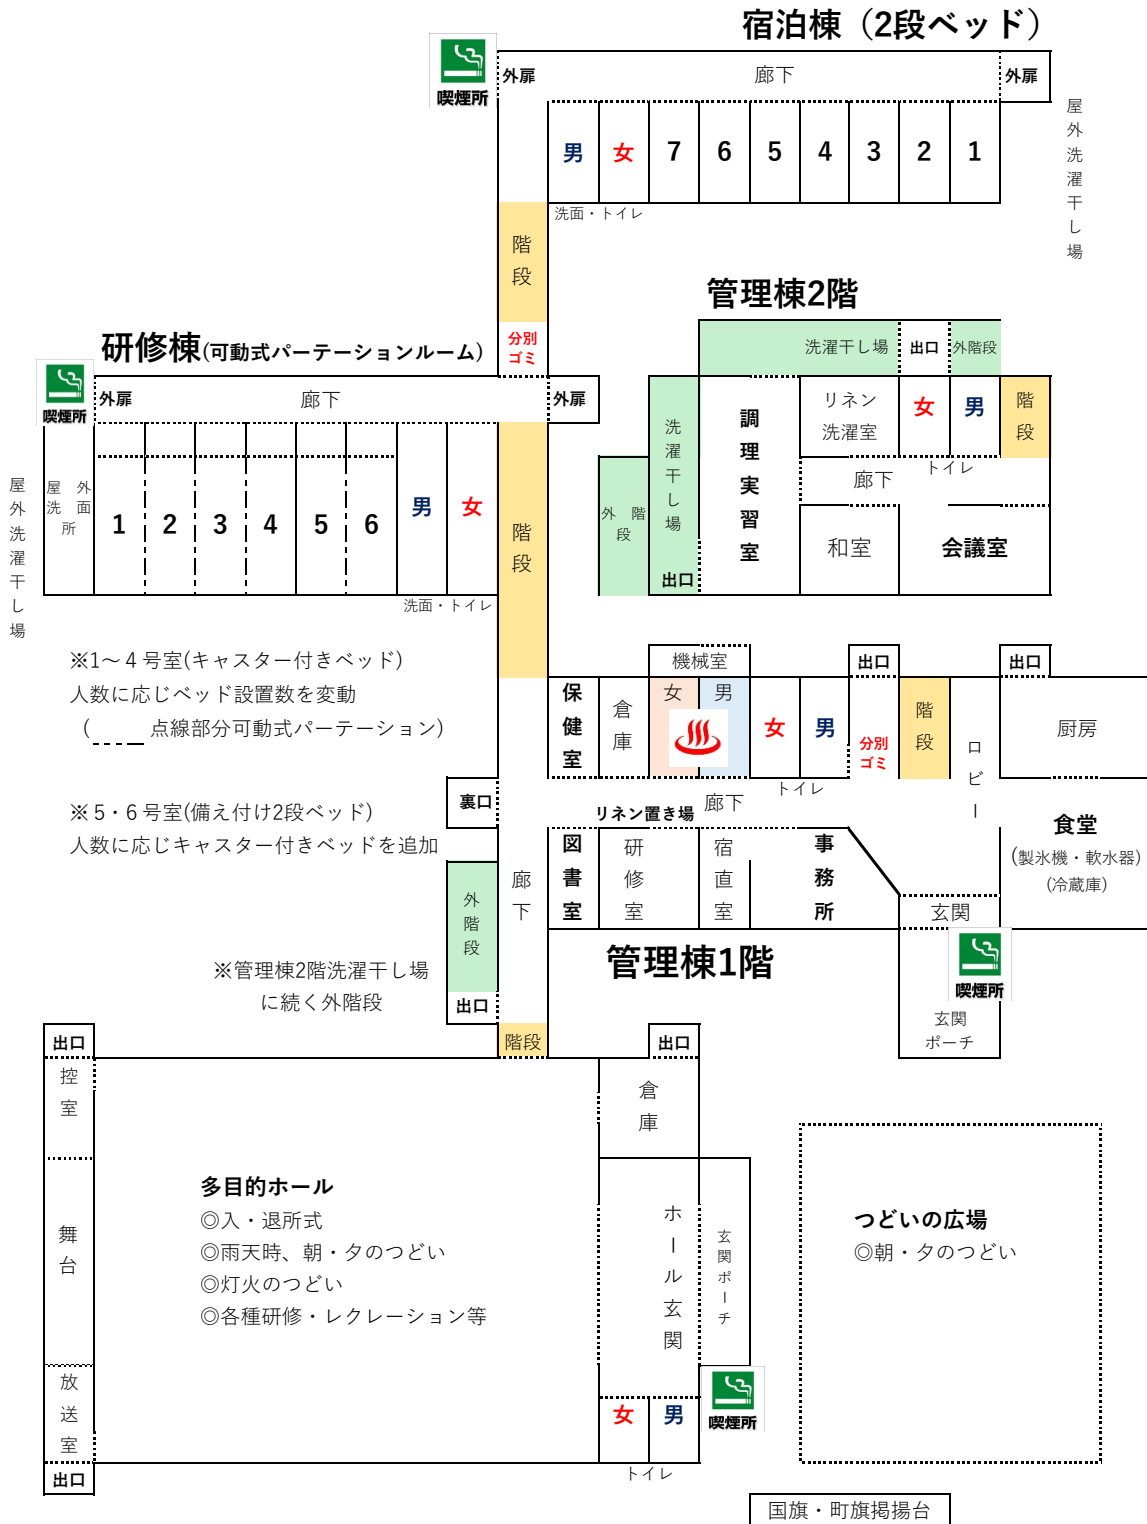 宿泊棟（2段ベッド）
喫煙所
外扉
廊下
外扉
男
女
7
6
5
4
3
2
1
洗面・トイレ
屋外洗濯干し場
階段
分別
ゴミ
管理棟2階
洗濯干し場
出口
外階段
洗濯干し場
調理実習室
リネン
洗濯室
女
男
階段
トイレ
廊下
外階段
出口
和室
会議室
研修棟(可動式パーテションルーム)
喫煙所
外扉
廊下
外扉
屋外洗濯干し場
屋外
洗面
所
1
2
3
4
5
6
男
女
階段
洗面・トイレ
※1～４号室(キャスター付きベッド)
人数に応じベッド設置数を変動
(　点線部分可動式パーテーション)
※５・６号室(備え付け2段ベッド)
人数に応じキャスター付きベッドを追加
機械室
出口
出口
保健室
倉庫
女
男
女
男
分別
ゴミ
階段
ロビー
厨房
トイレ
裏口
リネン置き場
廊下
食堂
(製氷機・軟水器)
(冷蔵庫)
図書室
研修室
宿直室
事務所
玄関
廊下
外階段
管理棟1階
喫煙所
玄関
ポーチ
※管理棟2階洗濯干し場
に続く外階段
出口
階段
出口
出口
控室
倉庫
舞台
多目的ホール
◎入・退所式
◎雨天時、朝・夕のつどい
◎灯火のつどい
◎各種研修・レクレーション等
ホール玄関
玄関ポーチ
つどいの広場
◎朝・夕のつどい
放送室
女
男
喫煙所
出口
トイレ
国旗・町旗掲揚台